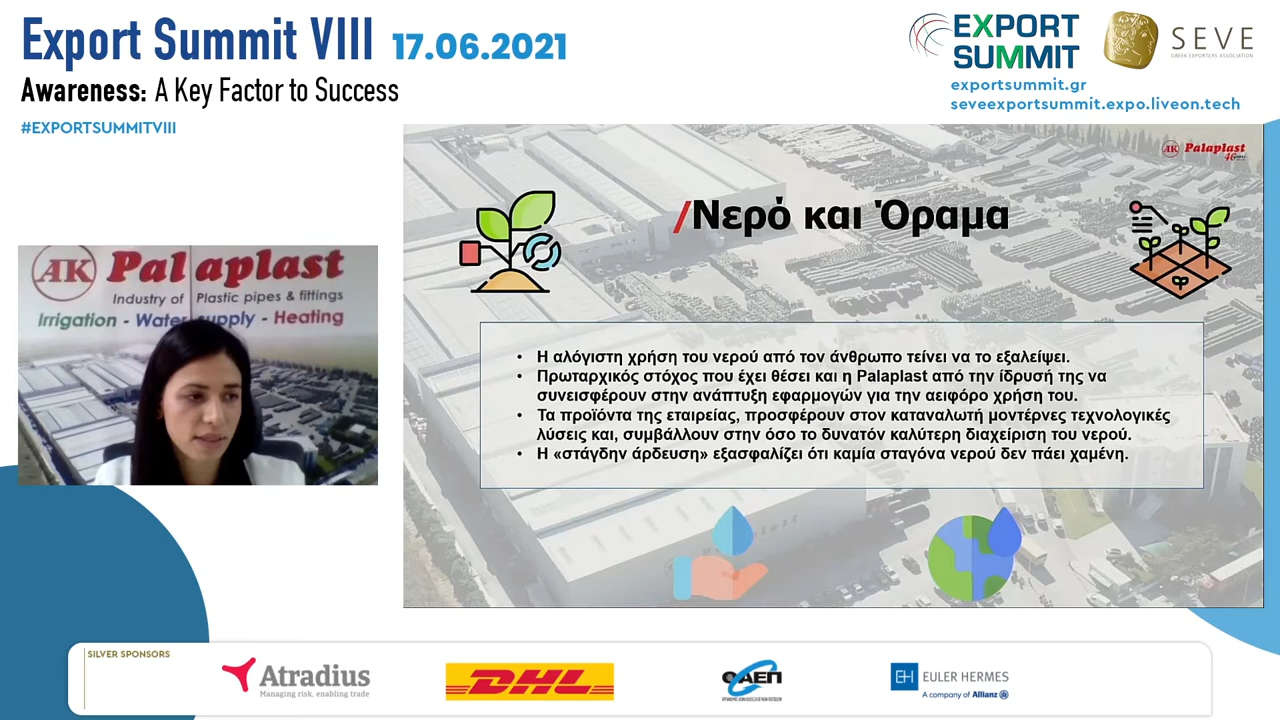 Export Summit VIII 17.06.2021
Awareness: A Key Factor to Success
#EXPORTSUMMITVIII
EXPORT
SUMMIT
SEVE
GREEK EXPORTERS ASSOCIATION
exportsummit.gr
seveexportsummit.expo.liveon.tech
AK Palaplast
/Νερό και Όραμα
AK Palaplast
Industry of Plastic pipes & fittings
Irrigation - Water supply - Heating
• Η αλόγιστη χρήση του νερού από τον άνθρωπο τείνει να το εξαλείψει.
• Πρωταρχικός στόχος που έχει θέσει και η Palaplast από την ίδρυσή της να
συνεισφέρουν στην ανάπτυξη εφαρμογών για την αειφόρο χρήση του.
• Τα προϊόντα της εταιρείας, προσφέρουν στον καταναλωτή μοντέρνες τεχνολογικές
λύσεις και, συμβάλλουν στην όσο το δυνατόν καλύτερη διαχείριση του νερού.
• Η «στάγδην άρδευση» εξασφαλίζει ότι καμία σταγόνα νερού δεν πάει χαμένη.
SILVER SPONSORS
Atradius
Managing risk, enabling trade
DHL
ΟΑΕΠ
EH EULER HERMES
A company of Allianz